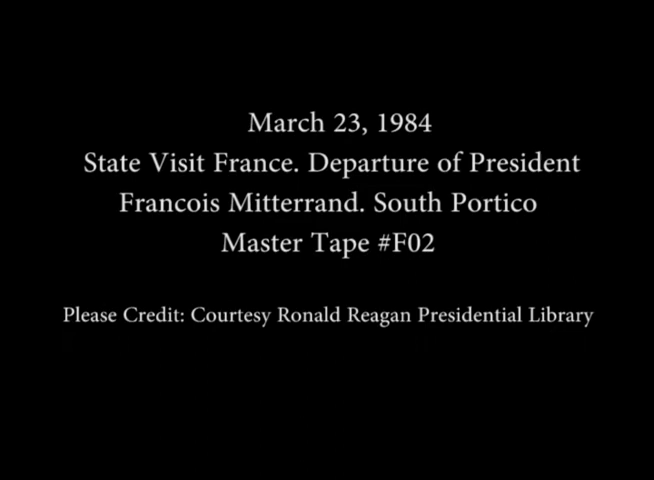 March 23, 1984
State Visit France. Departure of President
Francois Mitterrand. South Portico
Master Tape #F02
Please Credit: Courtesy Ronald Reagan Presidential Library